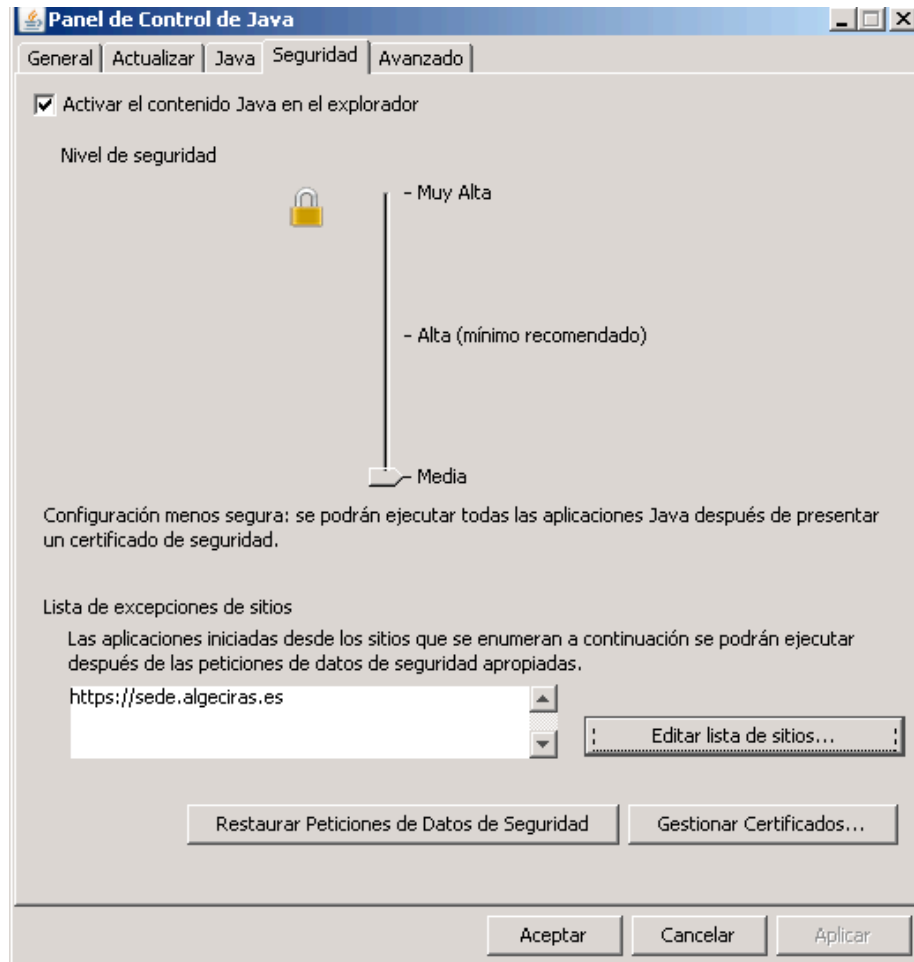 Panel de Control de Java
General Actualizar Java Seguridad Avanzado
Activar el contenido Java en el explorador
Nivel de seguridad
- Muy Alta
- Alta (mínimo recomendado)
- Media
Configuración menos segura: se podrán ejecutar todas las aplicaciones Java después de presentar
un certificado de seguridad.
Lista de excepciones de sitios
Las aplicaciones iniciadas desde los sitios que se enumeran a continuación se podrán ejecutar
después de las peticiones de datos de seguridad apropiadas.
https://sede.algeciras.es
Editar lista de sitios...
Restaurar Peticiones de Datos de Seguridad Gestionar Certificados...
Aceptar Cancelar Aplicar